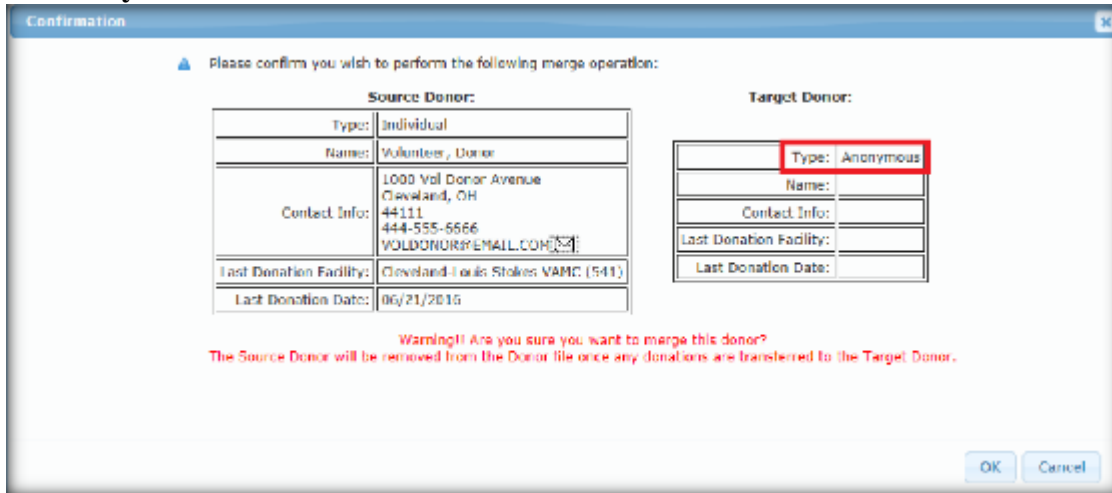 Confirmation
Please confirm you wish to perform the following merge operation:
Source Donor:
Type: Individual
Name: Volunteer, Donor
Contact Info: 1000 Vol Donor Avenue
Cleveland, OH
44111
444-555-6666
VOLDONOR@EMAIL.COM
Last Donation Facility: Cleveland-Louis Stokes VAMC (541)
Last Donation Date: 06/21/2016
Target Donor:
Type: Anonymous
Name:
Contact Info:
Last Donation Facility:
Last Donation Date:
Warning!! Are you sure you want to merge this donor?
The Source Donor will be removed from the Donor file once any donations are transferred to the Target Donor.
OK
Cancel